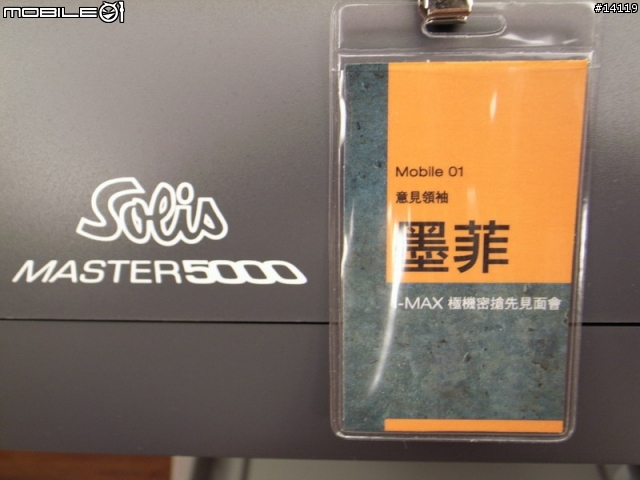 MOBILE01
#14119
Solis
MASTER5000
Mobile 01
意見領袖
墨菲
i-MAX 極機密搶先見面會